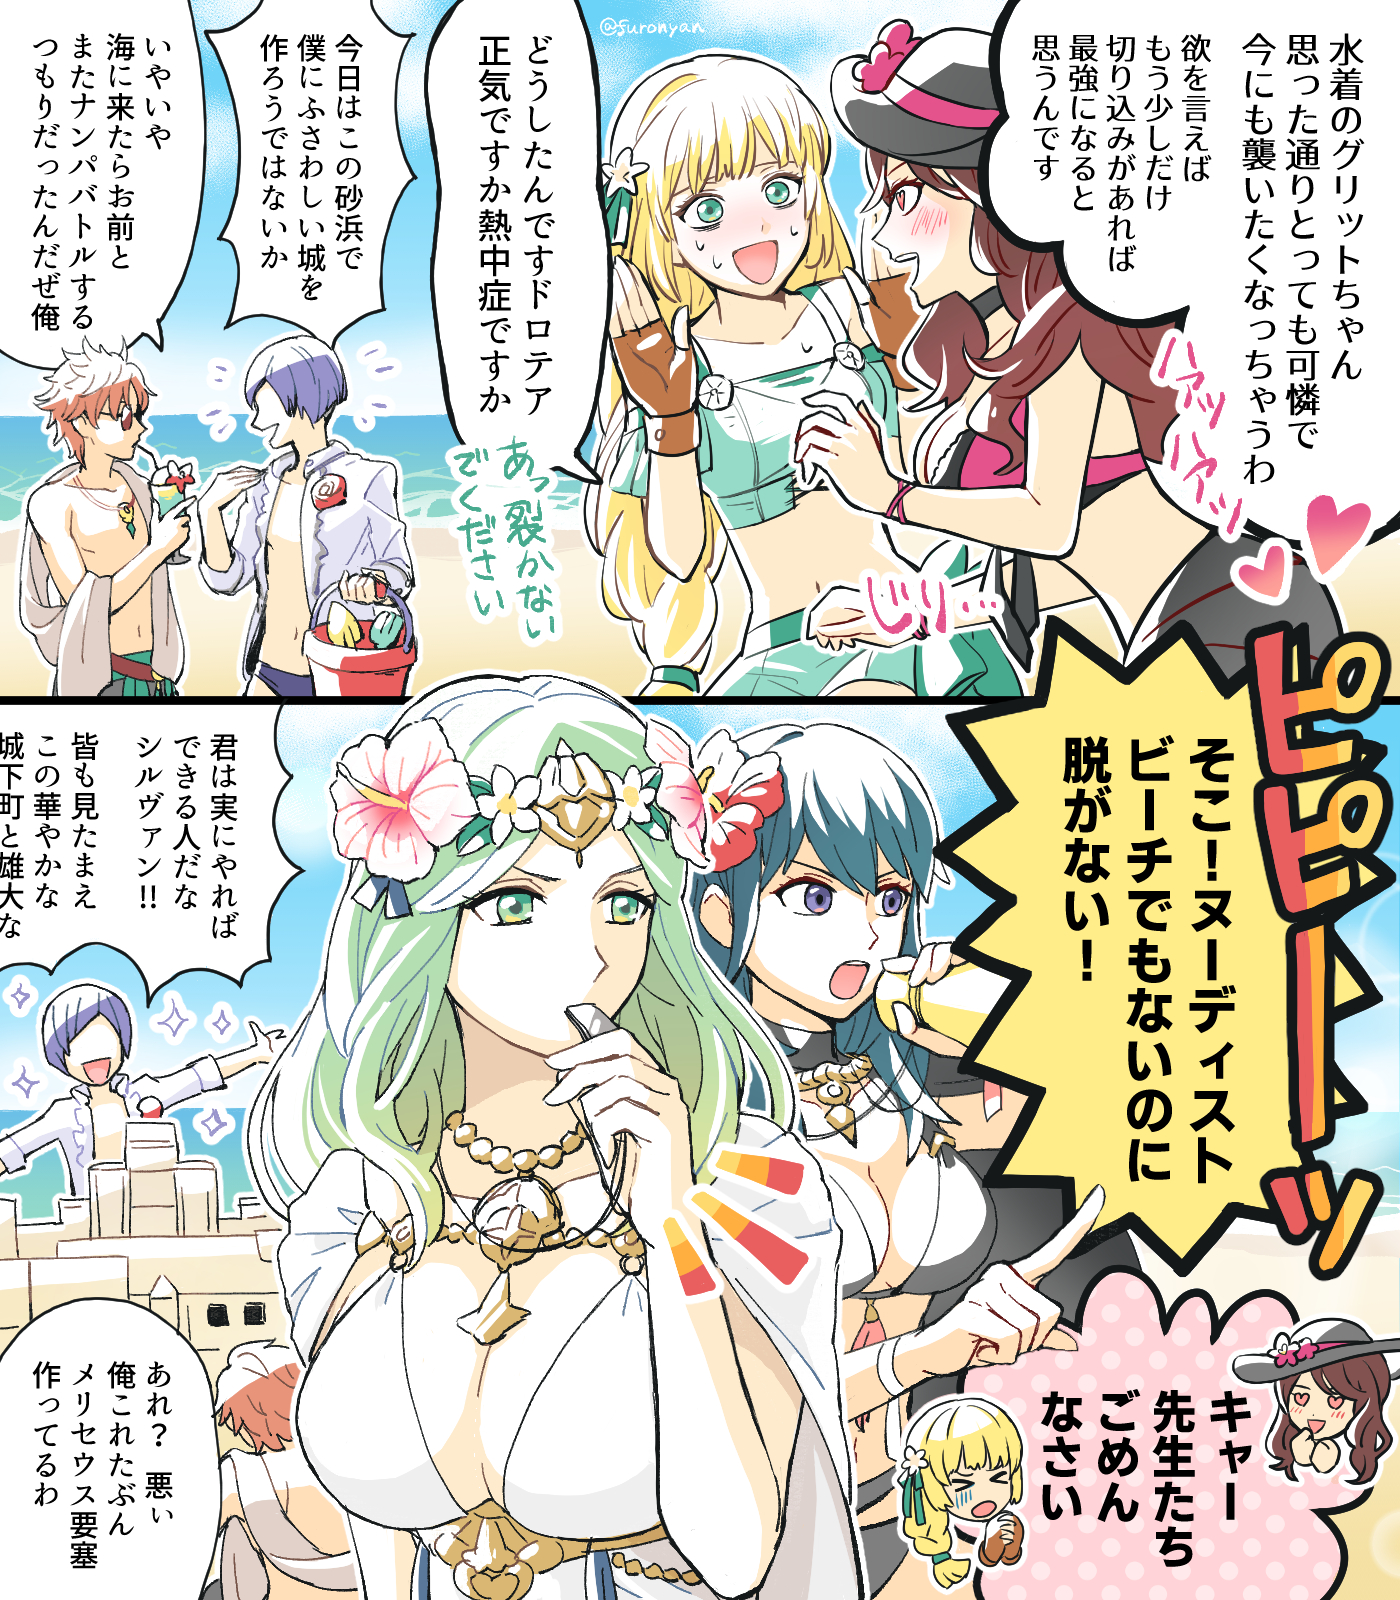 @suronyan
水着のグリットちゃん
思った通りとっても可憐で
今にも襲いたくなっちゃうわ
欲を言えば
もう少しだけ
切り込みがあれば
最強になると
思うんです
ハアッハアッ
どうしたんですドロテア
正気ですか熱中症ですか
あっ裂かない
でください
じり…
今日はこの砂浜で
僕にふさわしい城を
作ろうではないか
いやいや
海に来たらお前と
またナンパバトルする
つもりだったんだぜ俺
ピピーーッ
そこ！ヌーディスト
ビーチでもないのに
脱がない！
キャー
先生たち
ごめん
なさい
君は実にやれば
できる人だな
シルヴァン!!
皆も見たまえ
この華やかな
城下町と雄大な
あれ？悪い
俺これたぶん
メリセウス要塞
作ってるわ